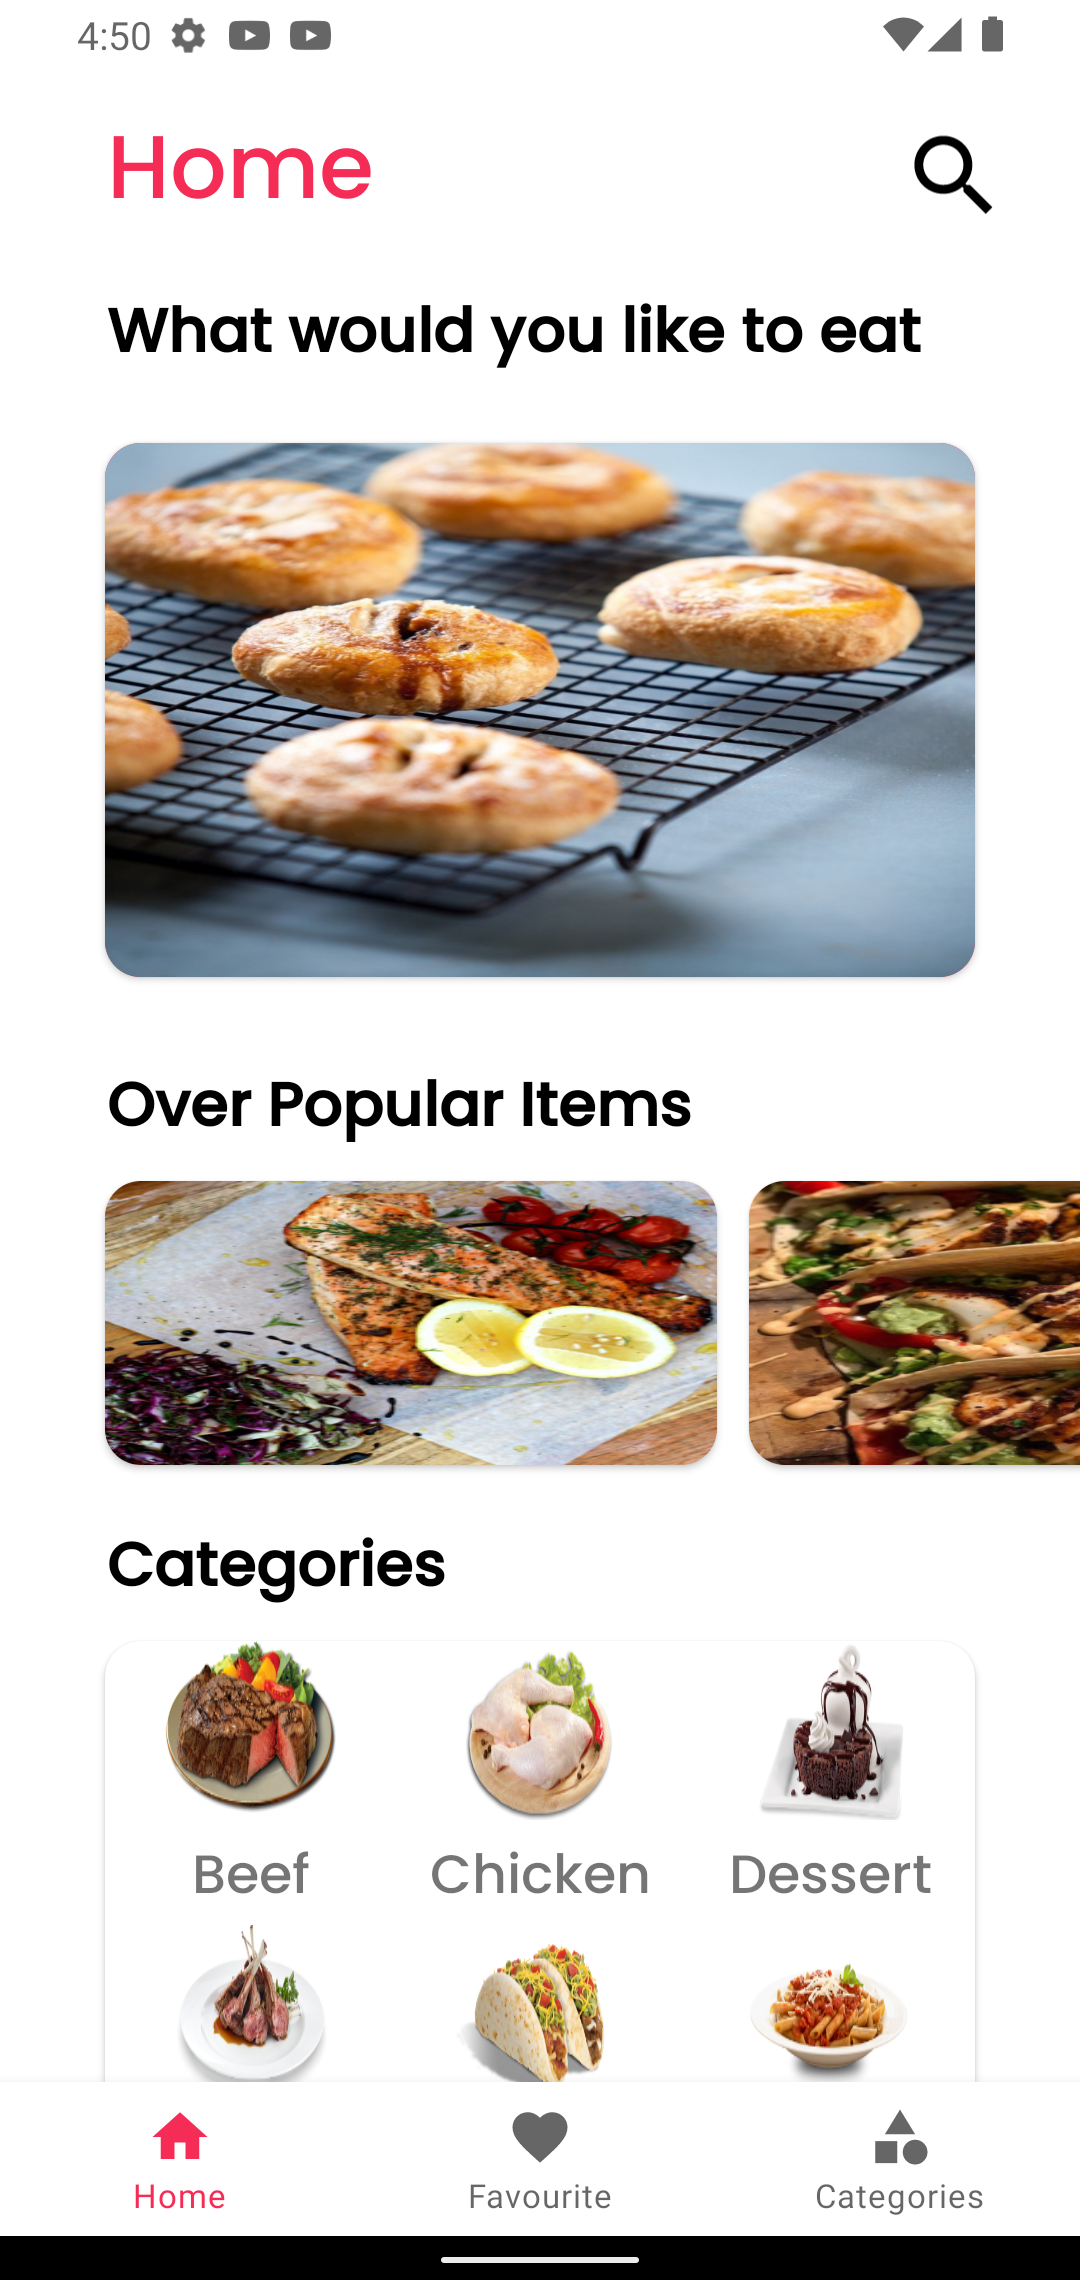 4:50
Home
What would you like to eat
Over Popular Items
Categories
Beef
Chicken
Dessert
Home
Favourite
Categories